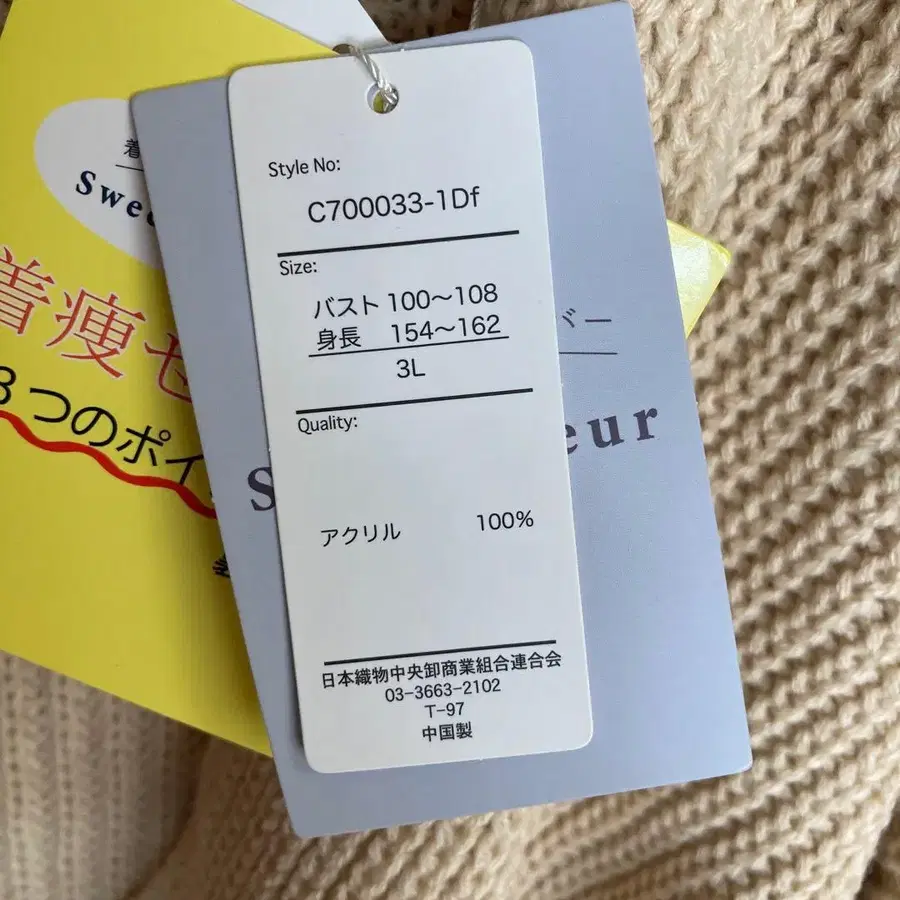 Style No:
C700033-1Df
Size:
バスト 100〜108
身長 154〜162
3L
Quality:
アクリル 100%
日本織物中央卸商業組合連合会
03-3663-2102
T-97
中国製
着
Swe
着痩せ
3つのポイ
バー
S
eur